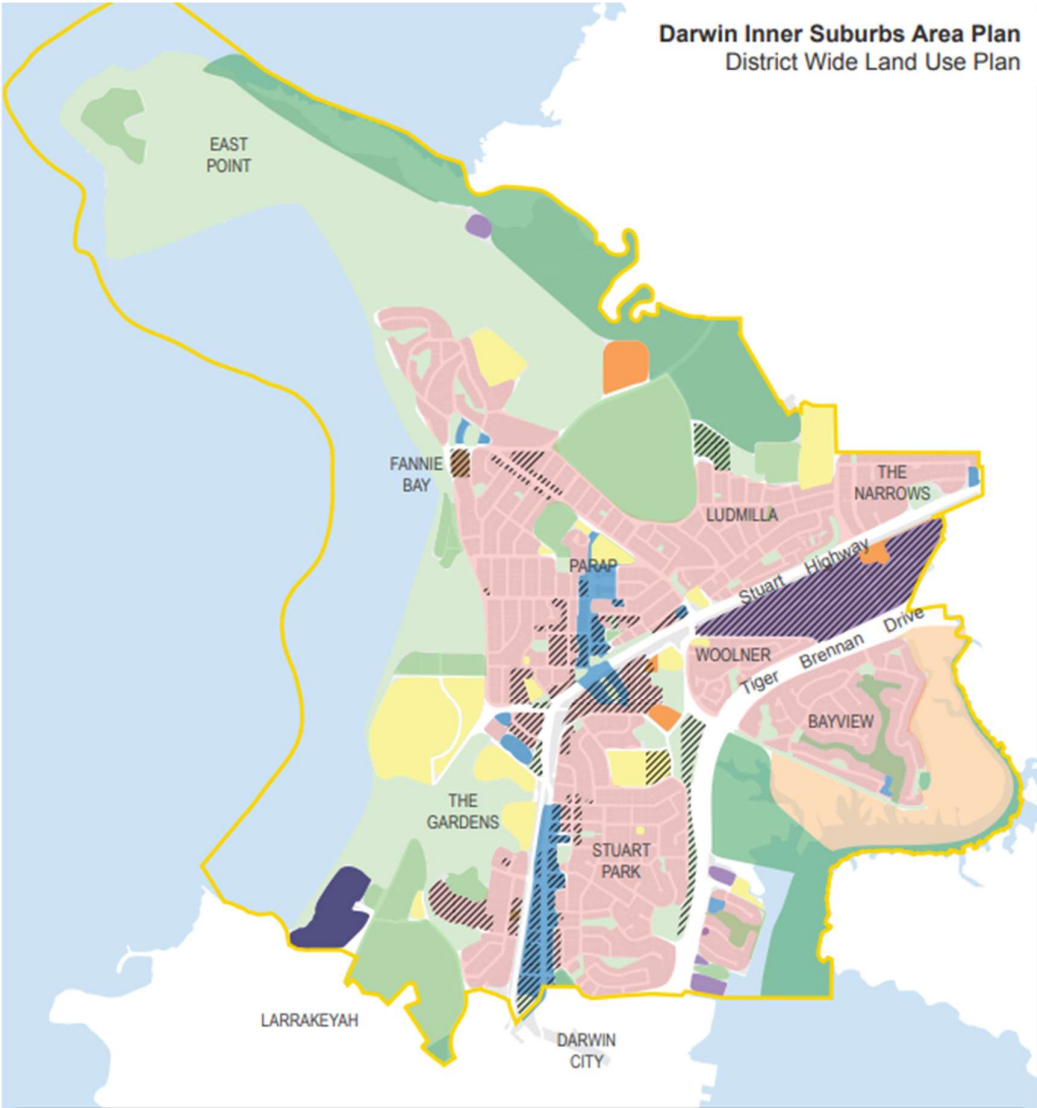 Darwin Inner Suburbs Area Plan
District Wide Land Use Plan
EAST
POINT
FANNIE
BAY
THE
NARROWS
LUDMILLA
PARAP
Stuart Highway
WOOLNER
Tiger Brennan Drive
BAYVIEW
THE
GARDENS
STUART
PARK
LARRAKEYAH
DARWIN
CITY